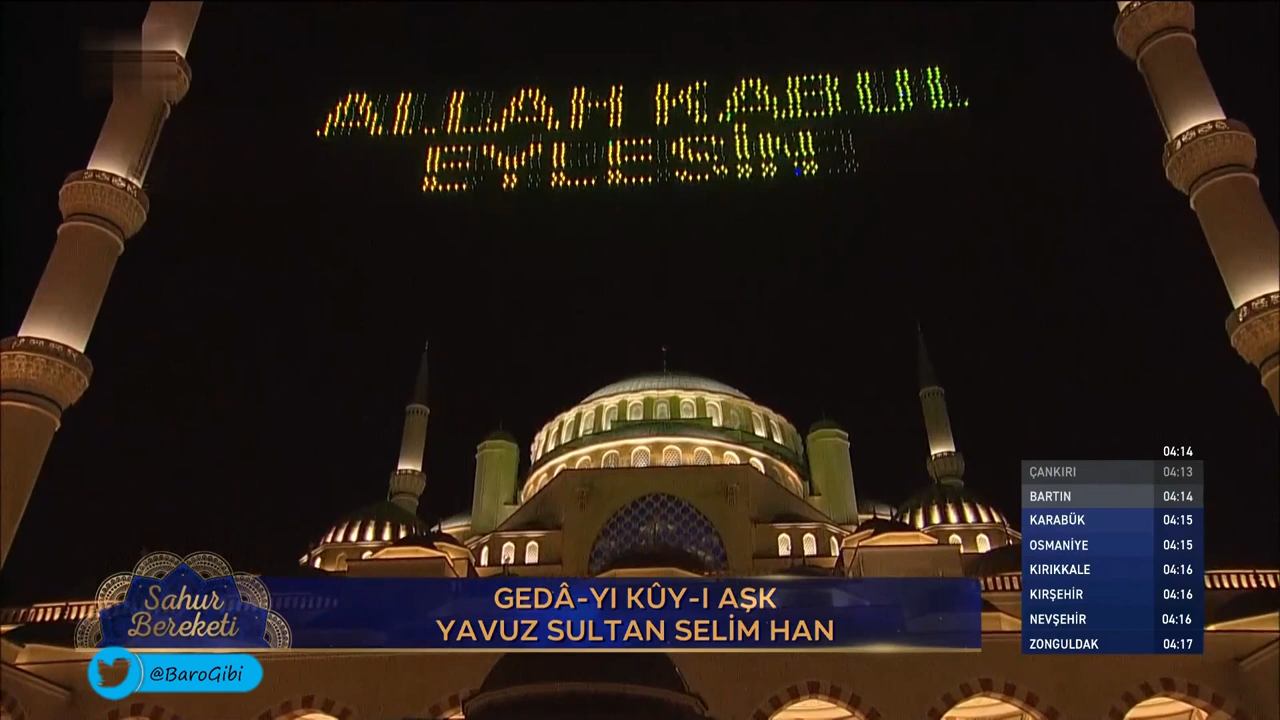 ALLAH KABUL
EYLESİN
04:14
ÇANKIRI 04:13
BARTIN 04:14
KARABÜK 04:15
OSMANİYE 04:15
KIRIKKALE 04:16
KIRŞEHİR 04:16
NEVŞEHİR 04:16
ZONGULDAK 04:17
Sahur
Bereketi
GEDÂ-YI KÛY-I AŞK
YAVUZ SULTAN SELİM HAN
@BaroGibi